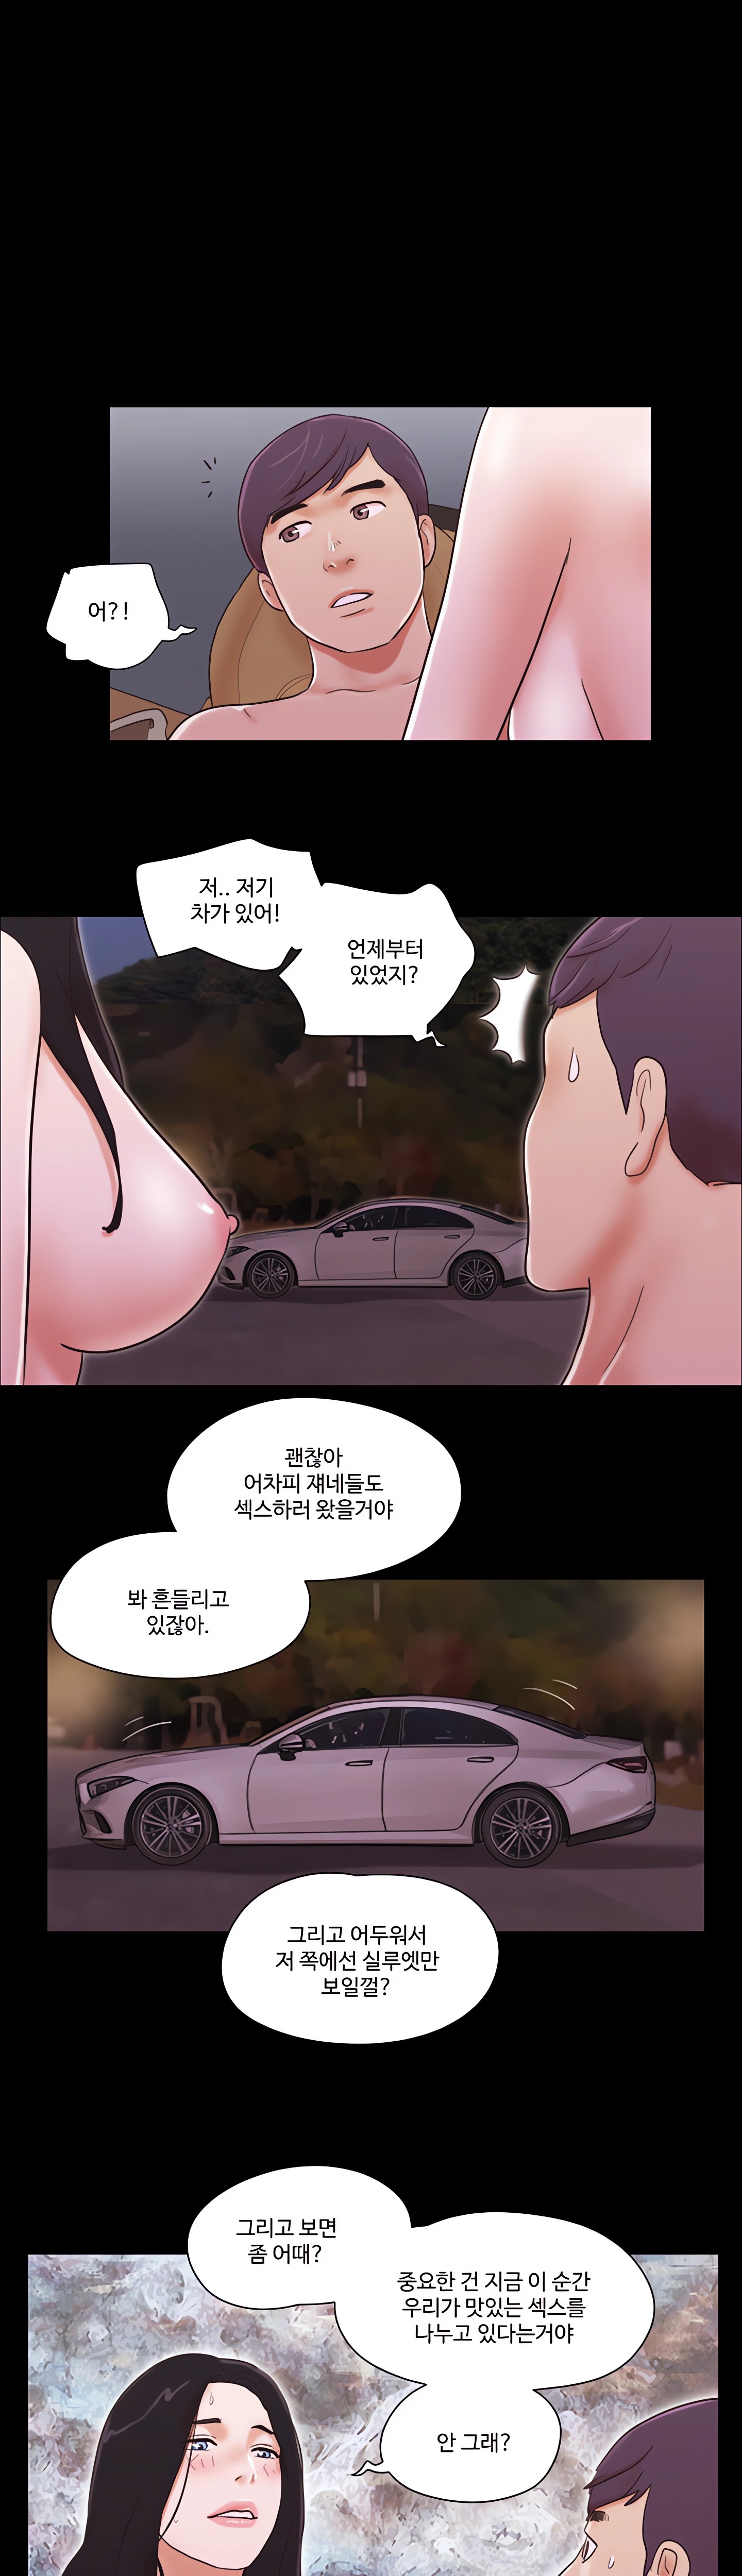 어?!
저.. 저기
차가 있어!
언제부터
있었지?
괜찮아
어차피 쟤네들도
섹스하러 왔을거야
봐 흔들리고
있잖아.
그리고 어두워서
저 쪽에선 실루엣만
보일껄?
그리고 보면
좀 어때?
중요한 건 지금 이 순간
우리가 맛있는 섹스를
나누고 있다는거야
안 그래?